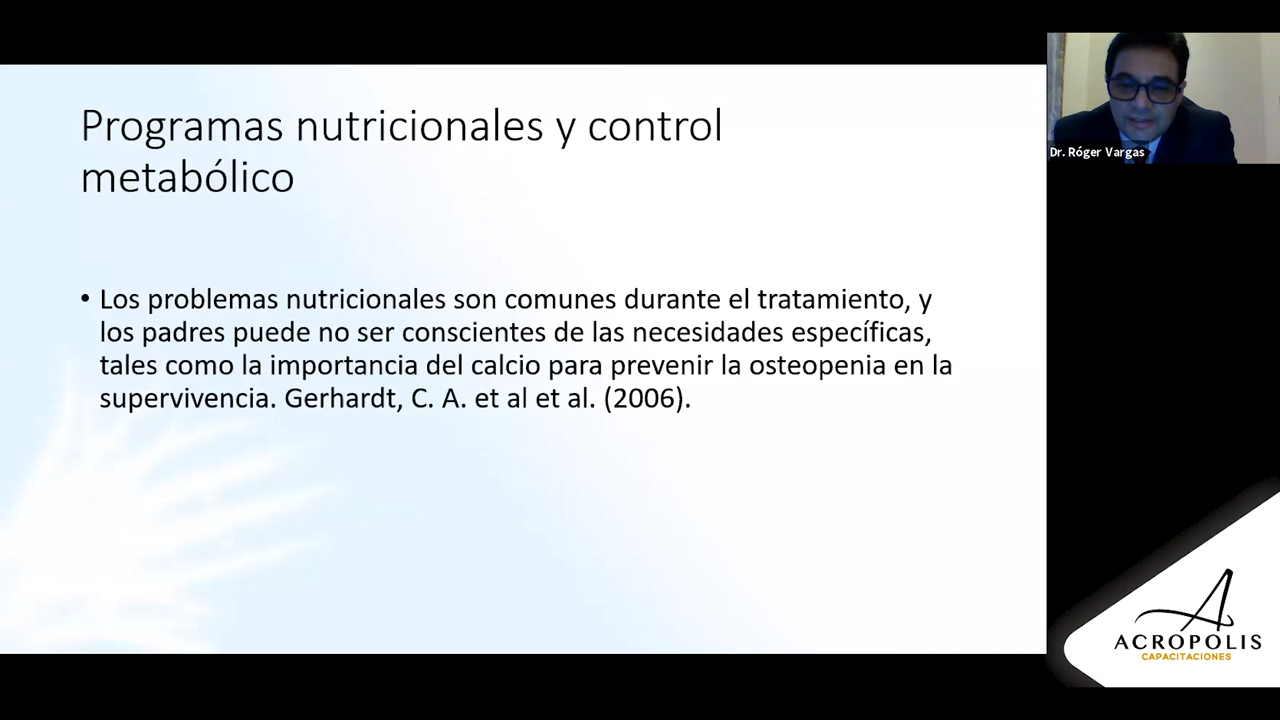 Programas nutricionales y control
metabólico
• Los problemas nutricionales son comunes durante el tratamiento, y
los padres puede no ser conscientes de las necesidades específicas,
tales como la importancia del calcio para prevenir la osteopenia en la
supervivencia. Gerhardt, C. A. et al et al. (2006).
Dr. Róger Vargas
ACROPOLIS
CAPACITACIONES